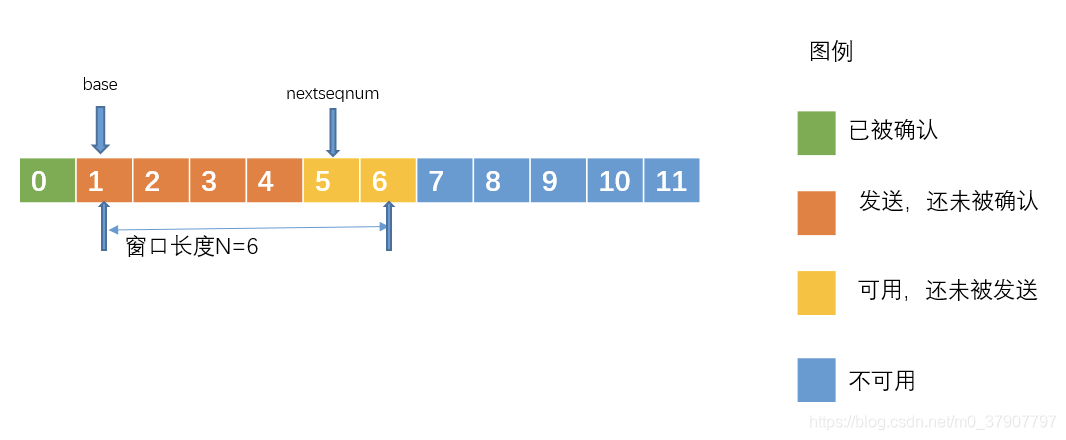 图例
base
nextseqnum
已被确认
0 1 2 3 4 5 6 7 8 9 10 11
发送，还未被确认
窗口长度N=6
可用，还未被发送
不可用
https://blog.csdn.net/m0_37907797